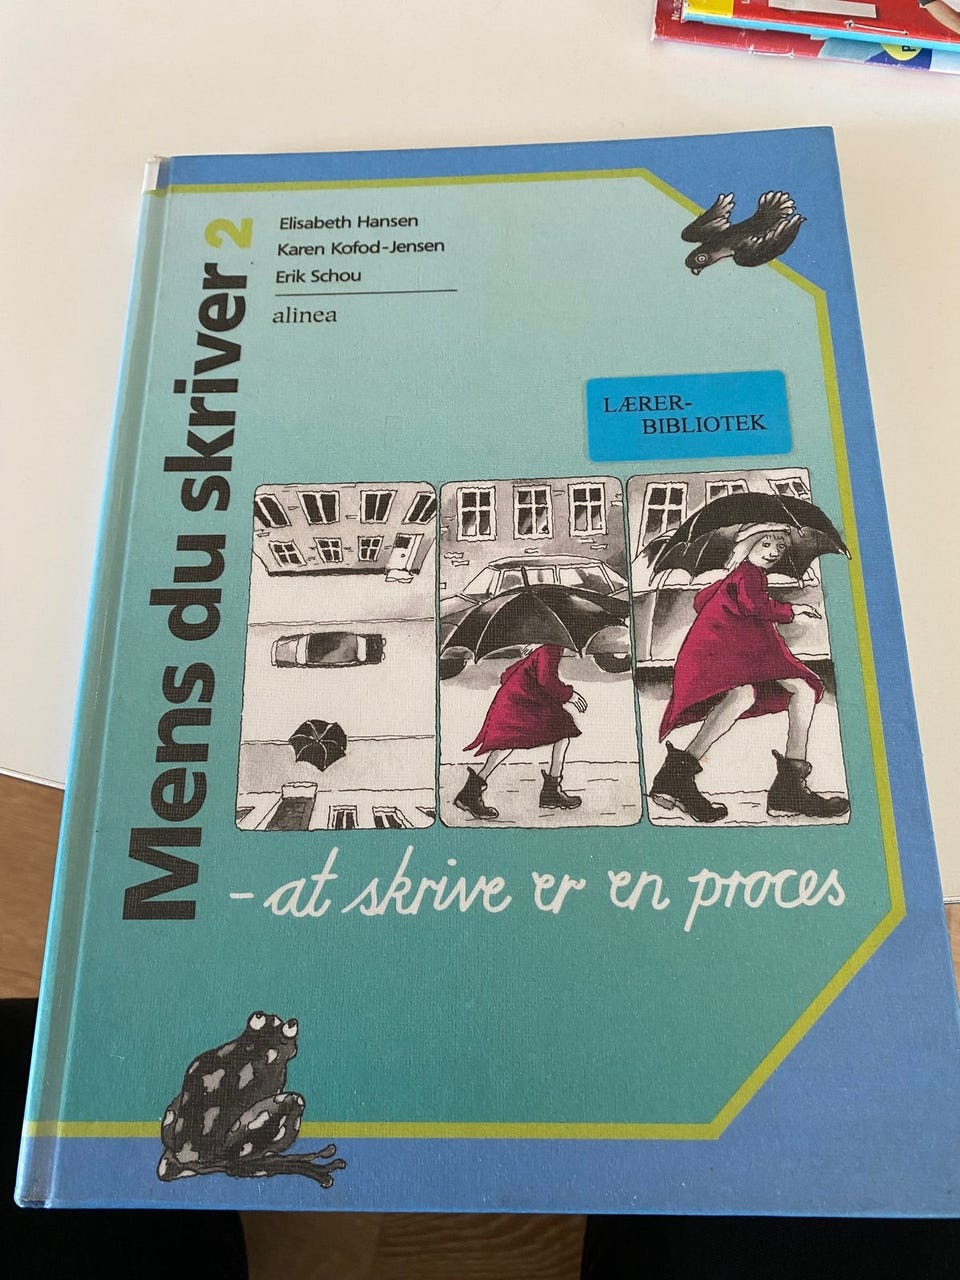 Mens du skriver 2
Elisabeth Hansen
Karen Kofod-Jensen
Erik Schou
alinea
LÆRER-
BIBLIOTEK
- at skrive er en proces